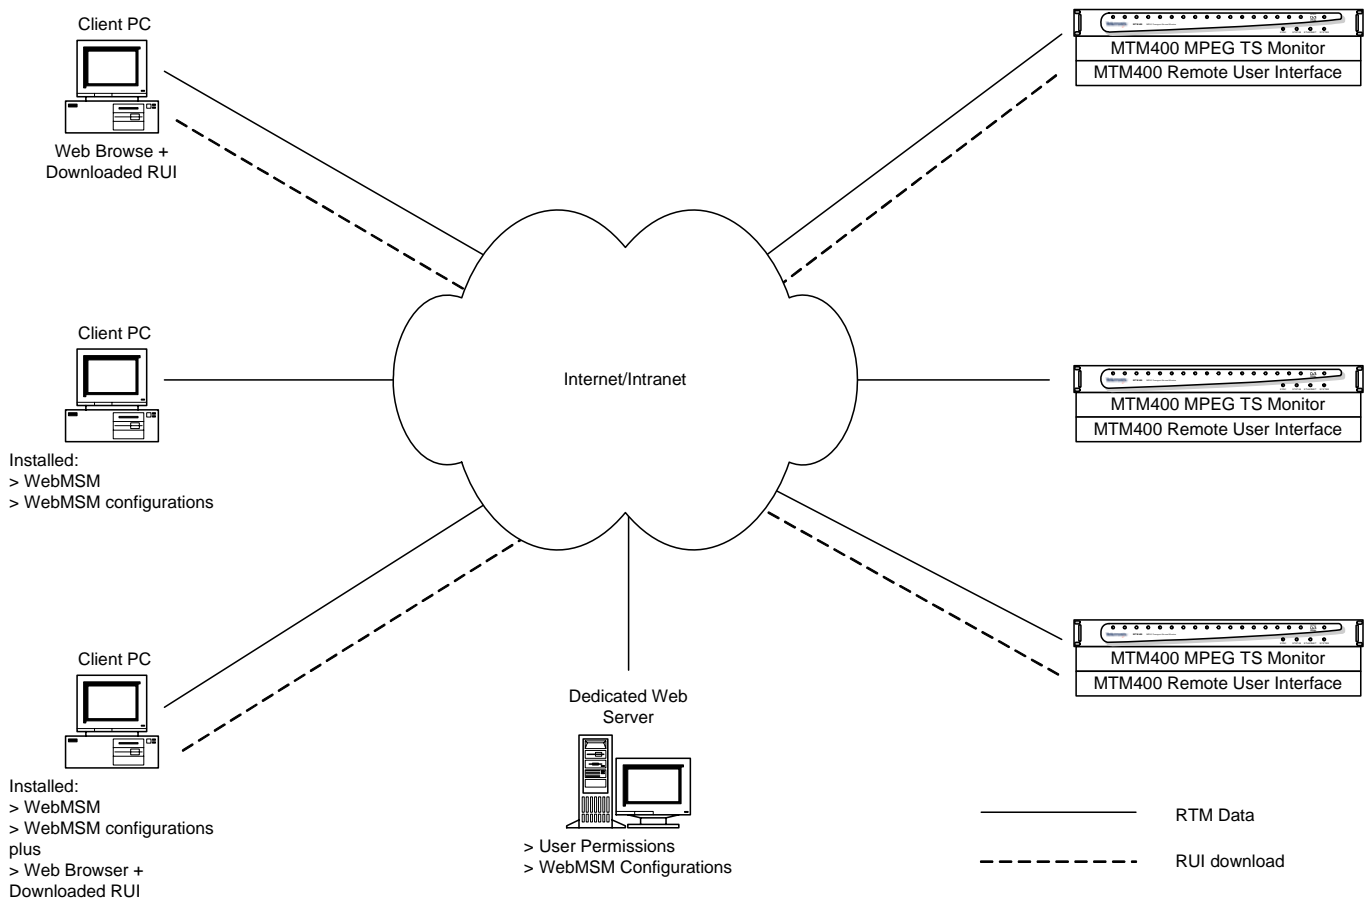 Client PC
Web Browse +
Downloaded RUI
MTM400 MPEG TS Monitor
MTM400 Remote User Interface
Client PC
Installed:
> WebMSM
> WebMSM configurations
Internet/Intranet
MTM400 MPEG TS Monitor
MTM400 Remote User Interface
Client PC
Installed:
> WebMSM
> WebMSM configurations
plus
> Web Browser +
Downloaded RUI
Dedicated Web
Server
> User Permissions
> WebMSM Configurations
MTM400 MPEG TS Monitor
MTM400 Remote User Interface
RTM Data
RUI download